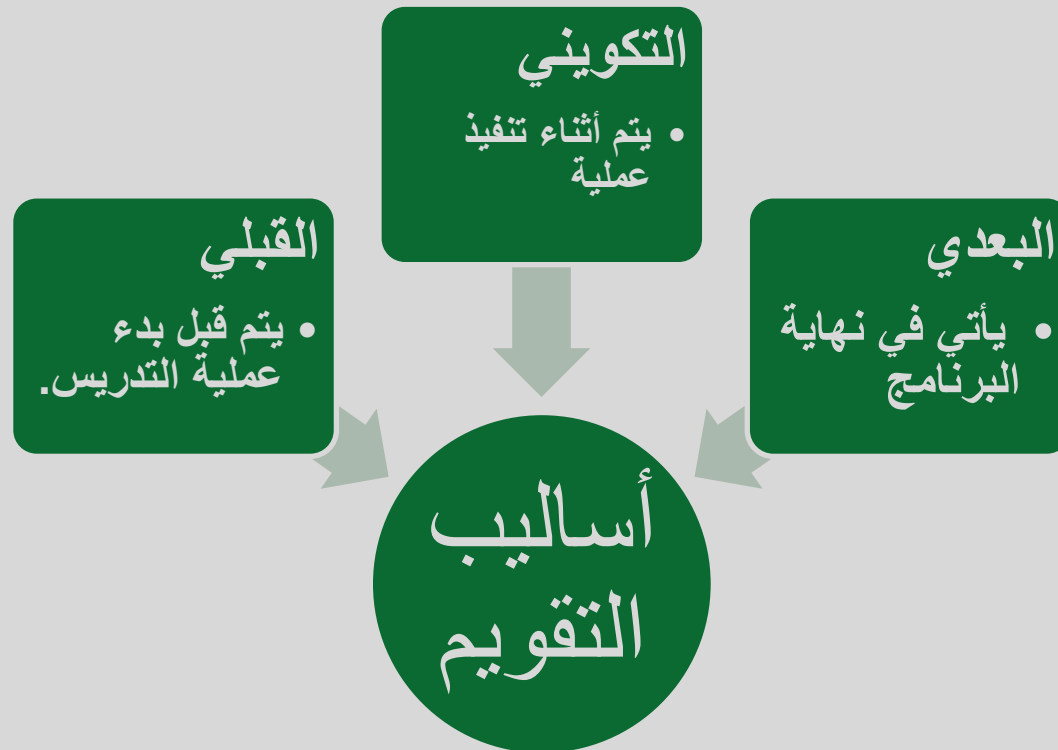 التكويني
• يتم أثناء تنفيذ
عملية
البعدي
• يأتي في نهاية
البرنامج
القبلي
• يتم قبل بدء
عملية التدريس.
أساليب
التقويم